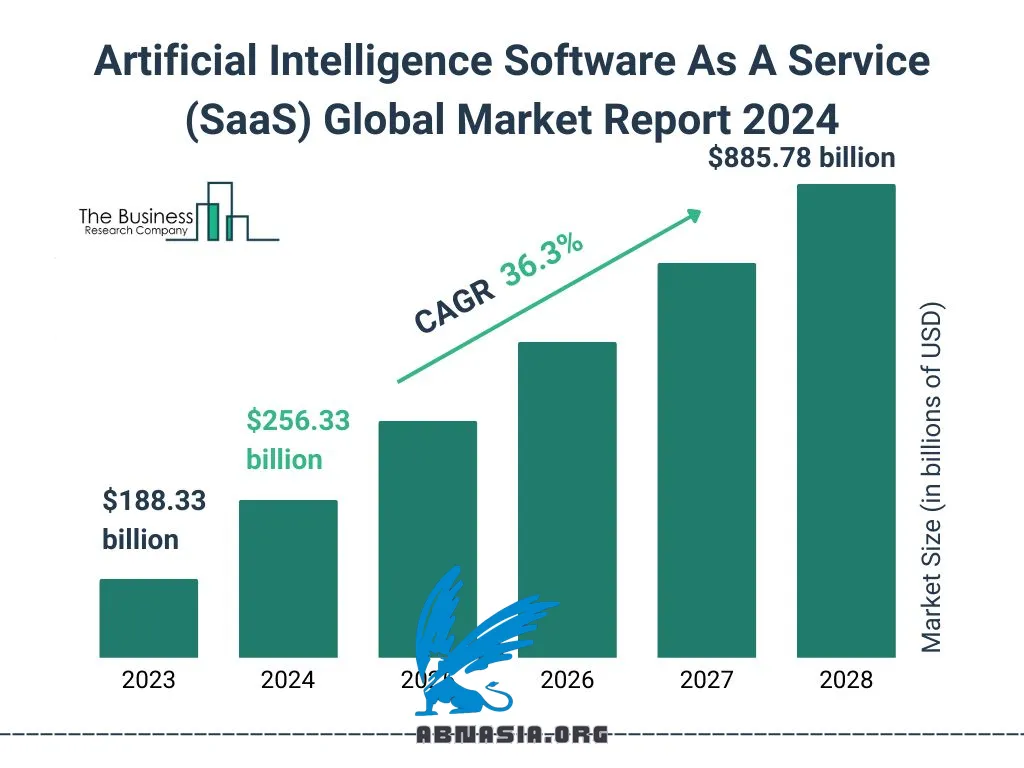 Artificial Intelligence Software As A Service
(SaaS) Global Market Report 2024
$885.78 billion
The Business
Research Company
CAGR 36.3%
$256.33
billion
$188.33
billion
Market Size (in billions of USD)
2023 2024 2025 2026 2027 2028
ABNASIA.ORG